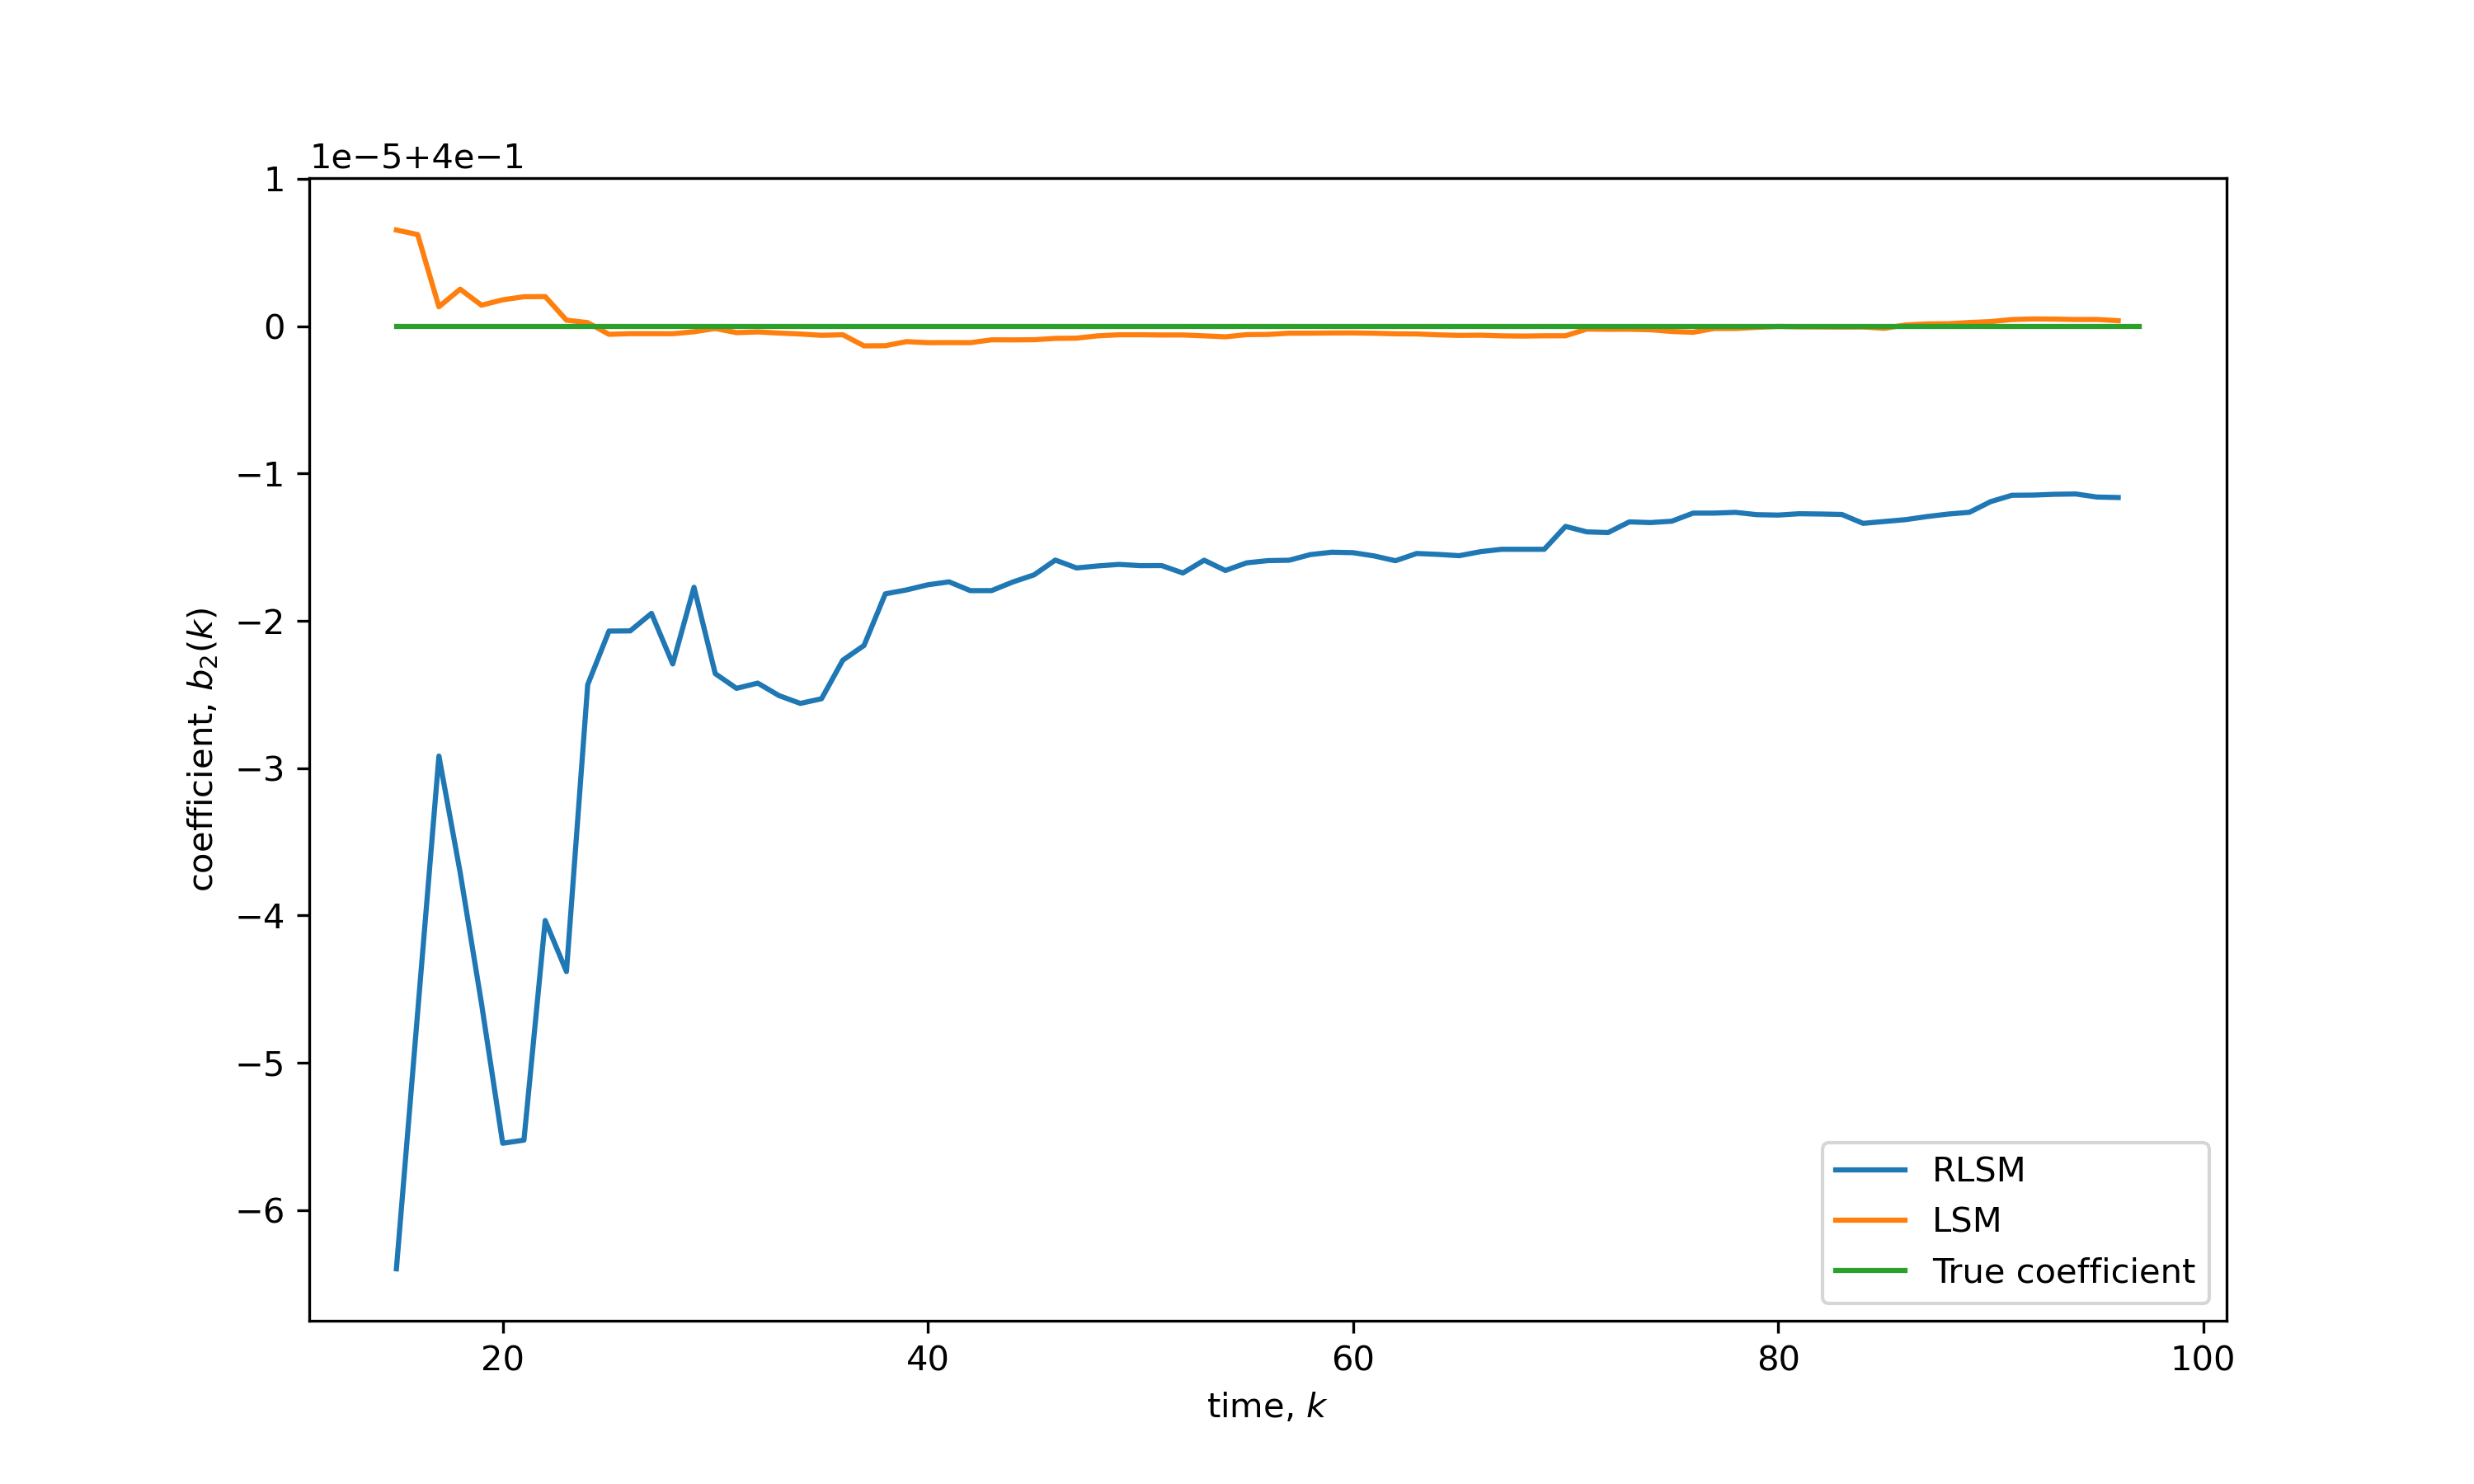 1e−5+4e−1
1
0
−1
−2
−3
−4
−5
−6
coefficient, b₂(k)
20 40 60 80 100
time, k
RLSM
LSM
True coefficient